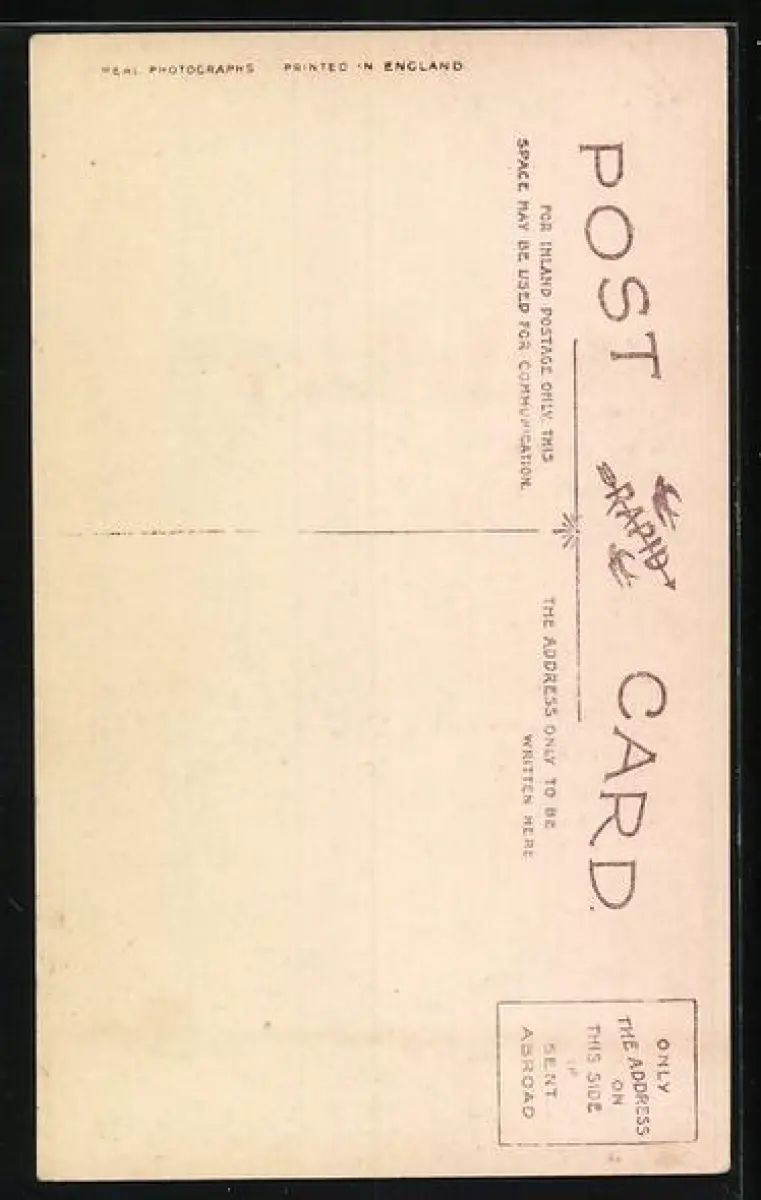 REAL PHOTOGRAPHS PRINTED IN ENGLAND
POST CARD.
RAPID
FOR INLAND POSTAGE ONLY, THIS
SPACE MAY BE USED FOR COMMUNICATION.
THE ADDRESS ONLY TO BE
WRITTEN HERE
ONLY
THE ADDRESS
ON
THIS SIDE
IF
SENT
ABROAD